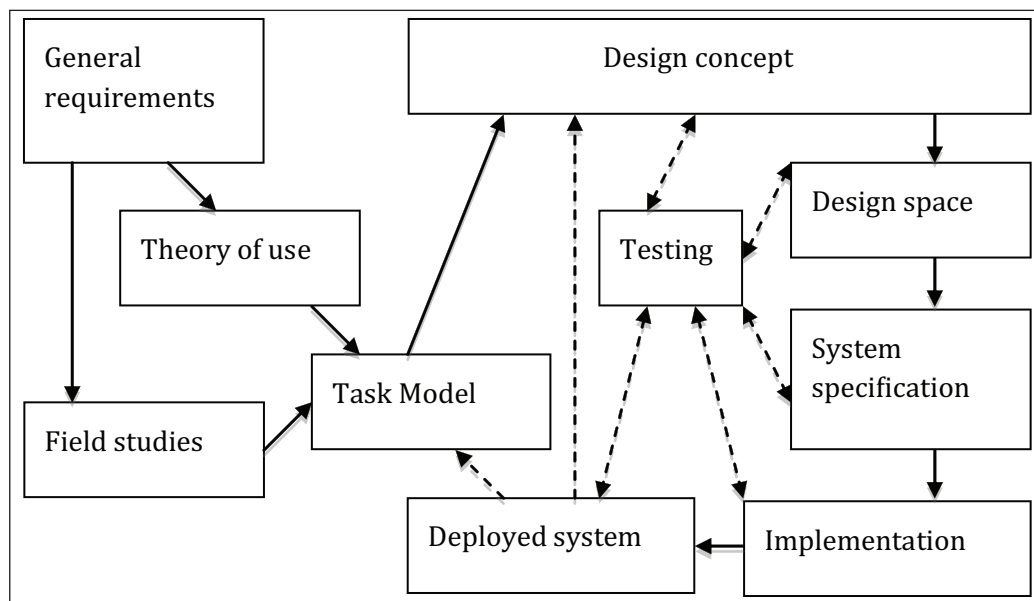 General
requirements
Design concept
Theory of use
Testing
Design space
Task Model
System
specification
Field studies
Deployed system
Implementation